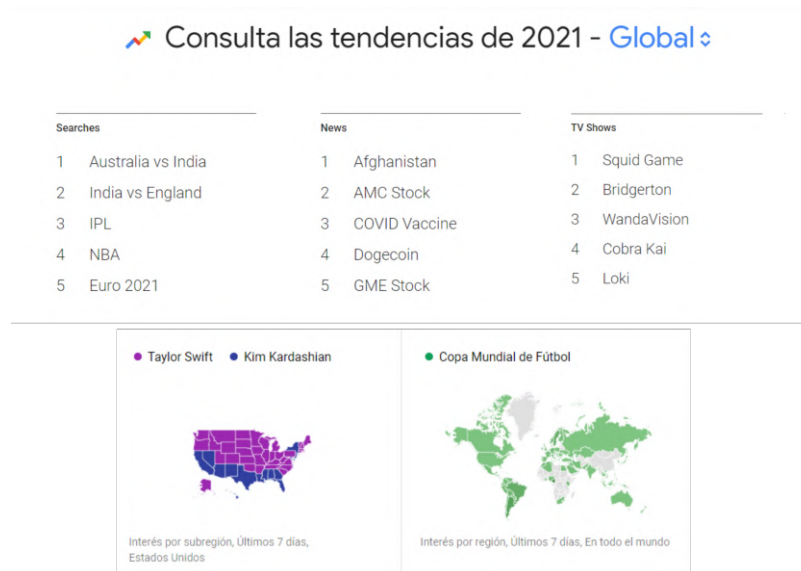 Consulta las tendencias de 2021 - Global
Searches
1 Australia vs India
2 India vs England
3 IPL
4 NBA
5 Euro 2021
News
1 Afghanistan
2 AMC Stock
3 COVID Vaccine
4 Dogecoin
5 GME Stock
TV Shows
1 Squid Game
2 Bridgerton
3 WandaVision
4 Cobra Kai
5 Loki
Taylor Swift Kim Kardashian
Interés por subregión, Últimos 7 días,
Estados Unidos
Copa Mundial de Fútbol
Interés por región, Últimos 7 días, En todo el mundo